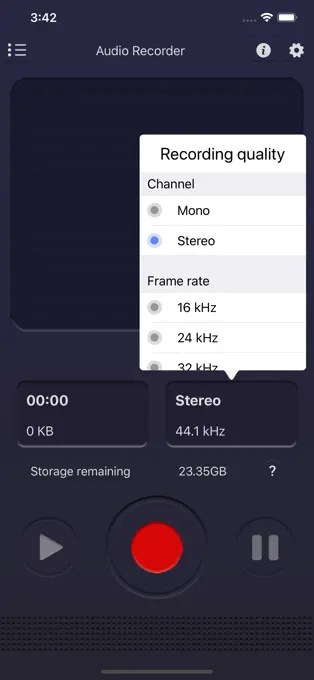 3:42
Audio Recorder
Recording quality
Channel
Mono
Stereo
Frame rate
16 kHz
24 kHz
32 kHz
00:00
0 KB
Stereo
44.1 kHz
Storage remaining 23.35GB ?